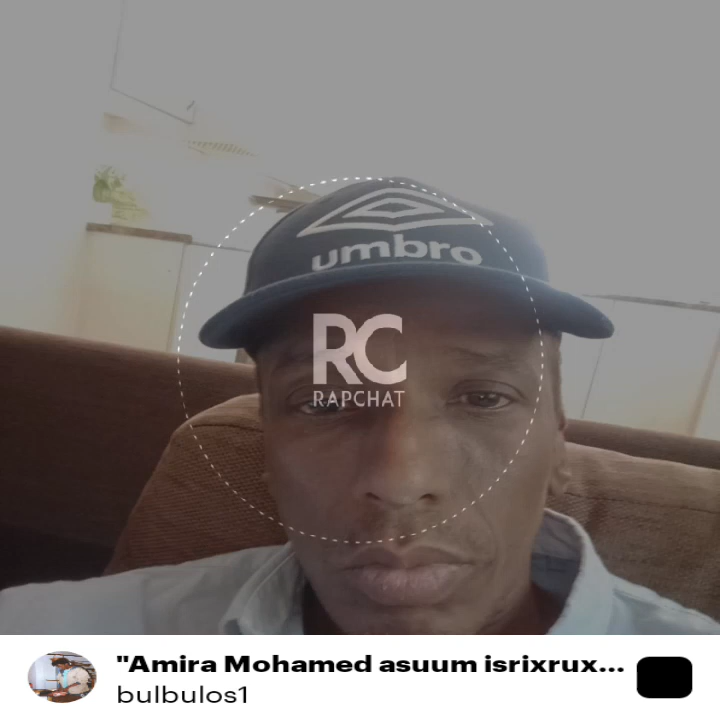 umbro
RC
RAPCHAT
"Amira Mohamed asuum isrixrux...
bulbulos1